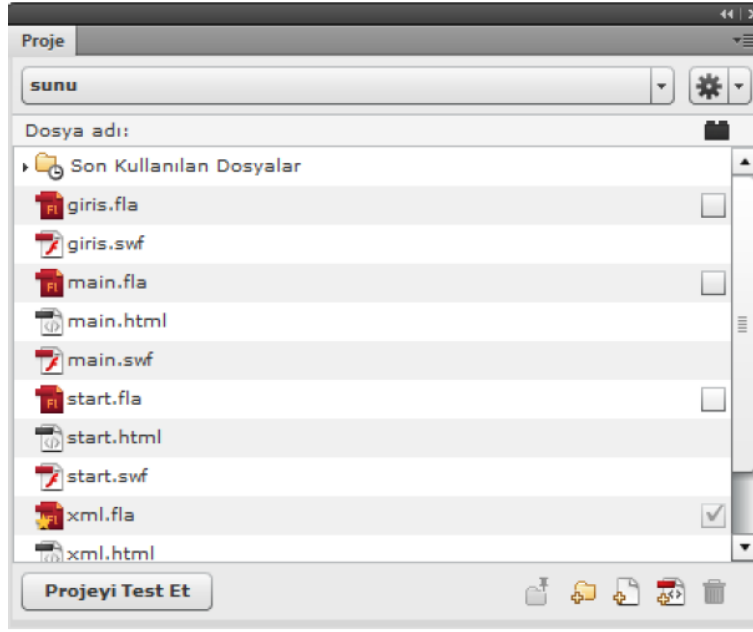 Proje
sunu
Dosya adı:
Son Kullanılan Dosyalar
giris.fla
giris.swf
main.fla
main.html
main.swf
start.fla
start.html
start.swf
xml.fla
xml.html
Projeyi Test Et